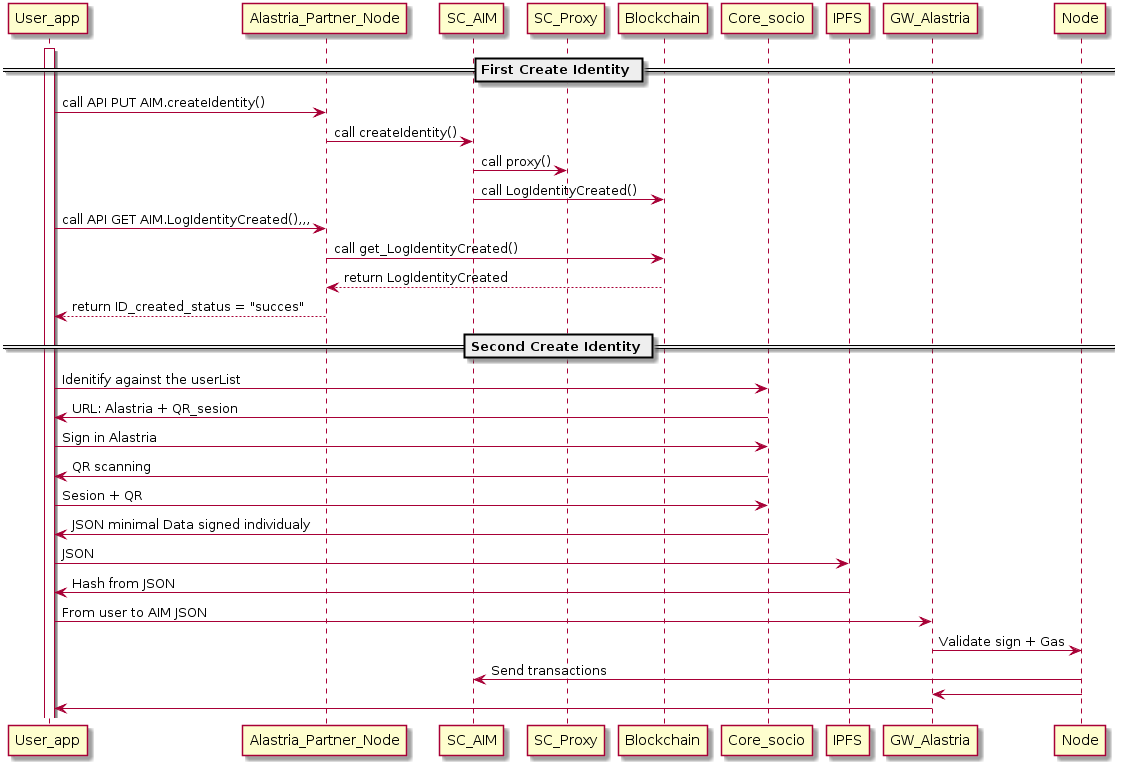 User_app Alastria_Partner_Node SC_AIM SC_Proxy Blockchain Core_socio IPFS GW_Alastria Node
First Create Identity
call API PUT AIM.createIdentity()
call createIdentity()
call proxy()
call LogIdentityCreated()
call API GET AIM.LogIdentityCreated(),,,
call get_LogIdentityCreated()
return LogIdentityCreated
return ID_created_status = "succes"
Second Create Identity
Idenitify against the userList
URL: Alastria + QR_sesion
Sign in Alastria
QR scanning
Sesion + QR
JSON minimal Data signed individualy
JSON
Hash from JSON
From user to AIM JSON
Validate sign + Gas
Send transactions
User_app Alastria_Partner_Node SC_AIM SC_Proxy Blockchain Core_socio IPFS GW_Alastria Node